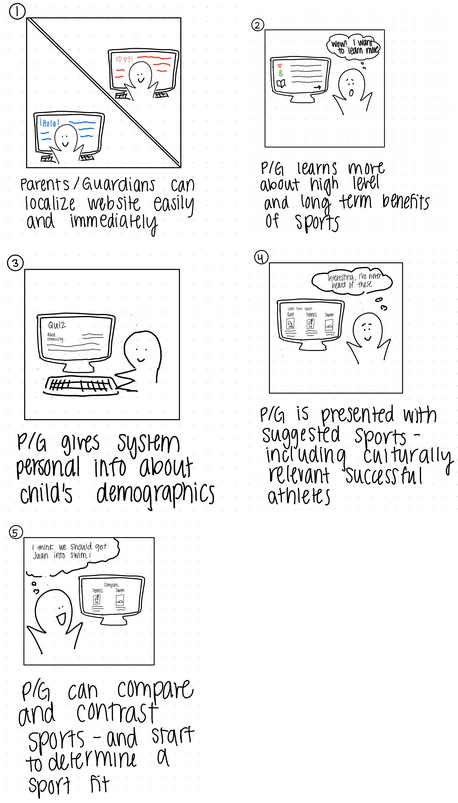 1
¡Hola!
Parents/Guardians can
localize website easily
and immediately
2
Wow! I want
to learn more
P/G learns more
about high level
and long term benefits
of sports
3
Quiz
Race
Ethnicity
P/G gives system
personal info about
child's demographics
4
Interesting, I've never
heard of these
Golf Tennis Swim
P/G is presented with
suggested sports -
including culturally
relevant successful
athletes
5
I think we should get
Juan into swim!
Compare
Tennis Swim
P/G can compare
and contrast
sports - and start
to determine a
sport fit